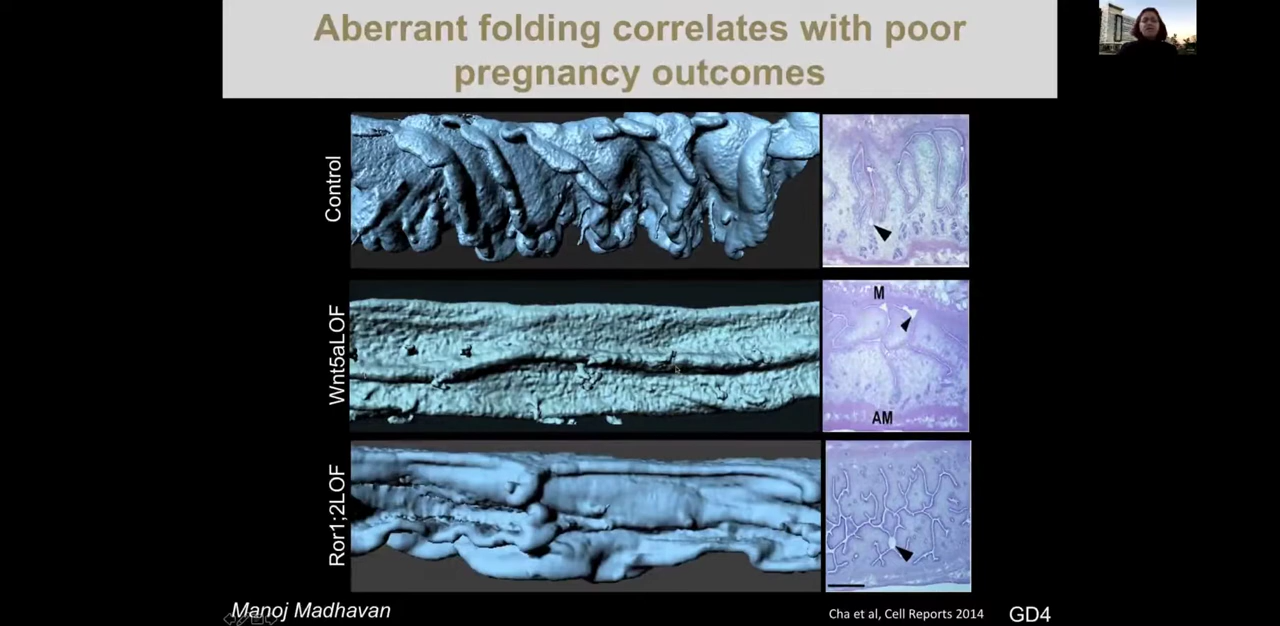 Aberrant folding correlates with poor
pregnancy outcomes
Control
Wnt5aLOF
M
AM
Ror1;2LOF
Manoj Madhavan
Cha et al, Cell Reports 2014
GD4